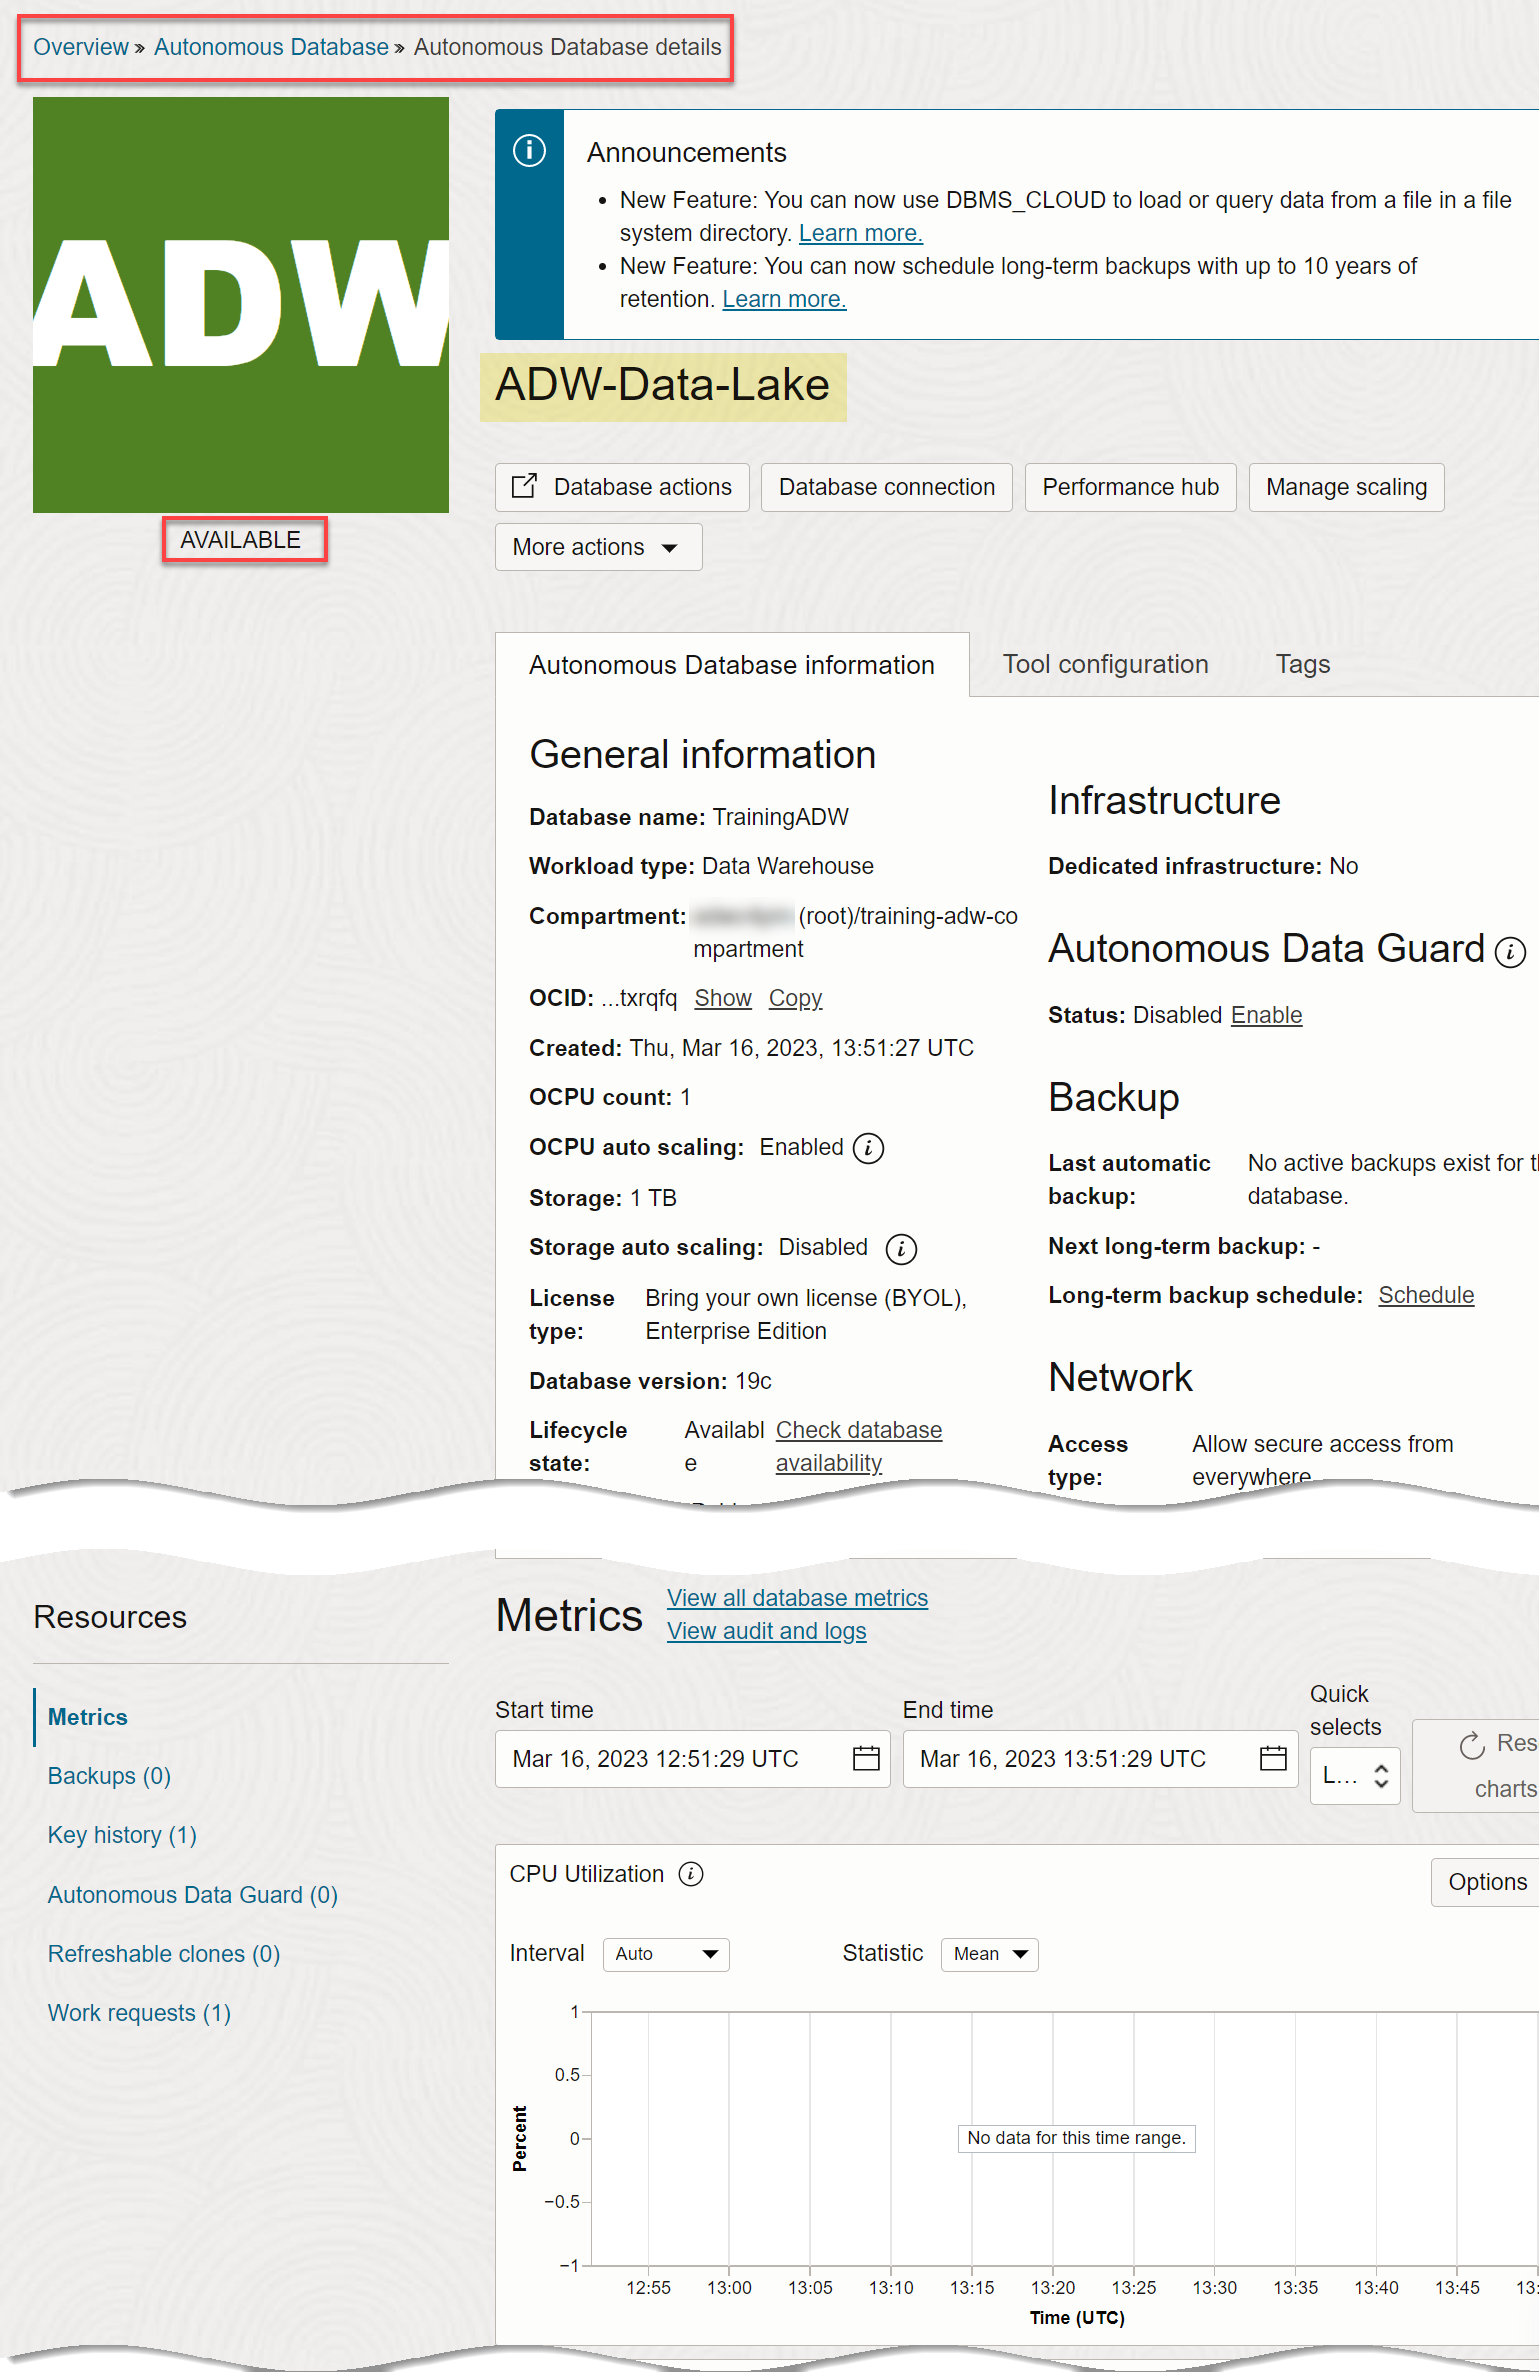 Overview » Autonomous Database » Autonomous Database details
ADW
AVAILABLE
Announcements
• New Feature: You can now use DBMS_CLOUD to load or query data from a file in a file
system directory. Learn more.
• New Feature: You can now schedule long-term backups with up to 10 years of
retention. Learn more.
ADW-Data-Lake
Database actions
Database connection
Performance hub
Manage scaling
More actions
Autonomous Database information
Tool configuration
Tags
General information
Database name: TrainingADW
Workload type: Data Warehouse
Compartment: (root)/training-adw-co
mpartment
OCID: ...txrqfq Show Copy
Created: Thu, Mar 16, 2023, 13:51:27 UTC
OCPU count: 1
OCPU auto scaling: Enabled
Storage: 1 TB
Storage auto scaling: Disabled
License Bring your own license (BYOL),
type: Enterprise Edition
Database version: 19c
Lifecycle Availabl Check database
state: e availability
Infrastructure
Dedicated infrastructure: No
Autonomous Data Guard
Status: Disabled Enable
Backup
Last automatic No active backups exist for
backup: database.
Next long-term backup: -
Long-term backup schedule: Schedule
Network
Access Allow secure access from
type: everywhere
Resources
Metrics
Backups (0)
Key history (1)
Autonomous Data Guard (0)
Refreshable clones (0)
Work requests (1)
Metrics
View all database metrics
View audit and logs
Start time
Mar 16, 2023 12:51:29 UTC
End time
Mar 16, 2023 13:51:29 UTC
Quick
selects
L...
Res
charts
CPU Utilization
Options
Interval Auto
Statistic Mean
Percent
1
0.5
0
−0.5
−1
No data for this time range.
12:55 13:00 13:05 13:10 13:15 13:20 13:25 13:30 13:35 13:40 13:45 13:
Time (UTC)